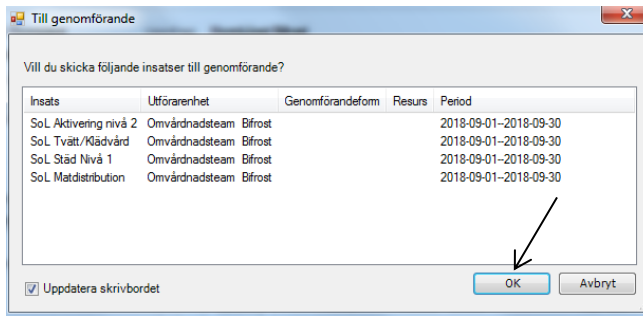 Till genomförande
Vill du skicka följande insatser till genomförande?
Insats Utförarenhet Genomförandeform Resurs Period
SoL Aktivering nivå 2 Omvårdnadsteam Bifrost 2018-09-01--2018-09-30
SoL Tvätt/Klädvård Omvårdnadsteam Bifrost 2018-09-01--2018-09-30
SoL Städ Nivå 1 Omvårdnadsteam Bifrost 2018-09-01--2018-09-30
SoL Matdistribution Omvårdnadsteam Bifrost 2018-09-01--2018-09-30
Uppdatera skrivbordet OK Avbryt